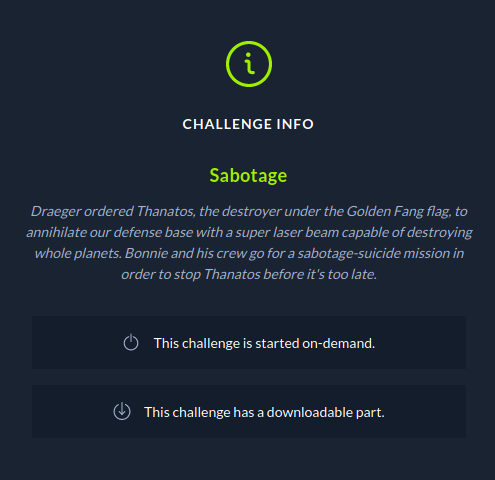 CHALLENGE INFO
Sabotage
Draeger ordered Thanatos, the destroyer under the Golden Fang flag, to
annihilate our defense base with a super laser beam capable of destroying
whole planets. Bonnie and his crew go for a sabotage-suicide mission in
order to stop Thanatos before it's too late.
This challenge is started on-demand.
This challenge has a downloadable part.